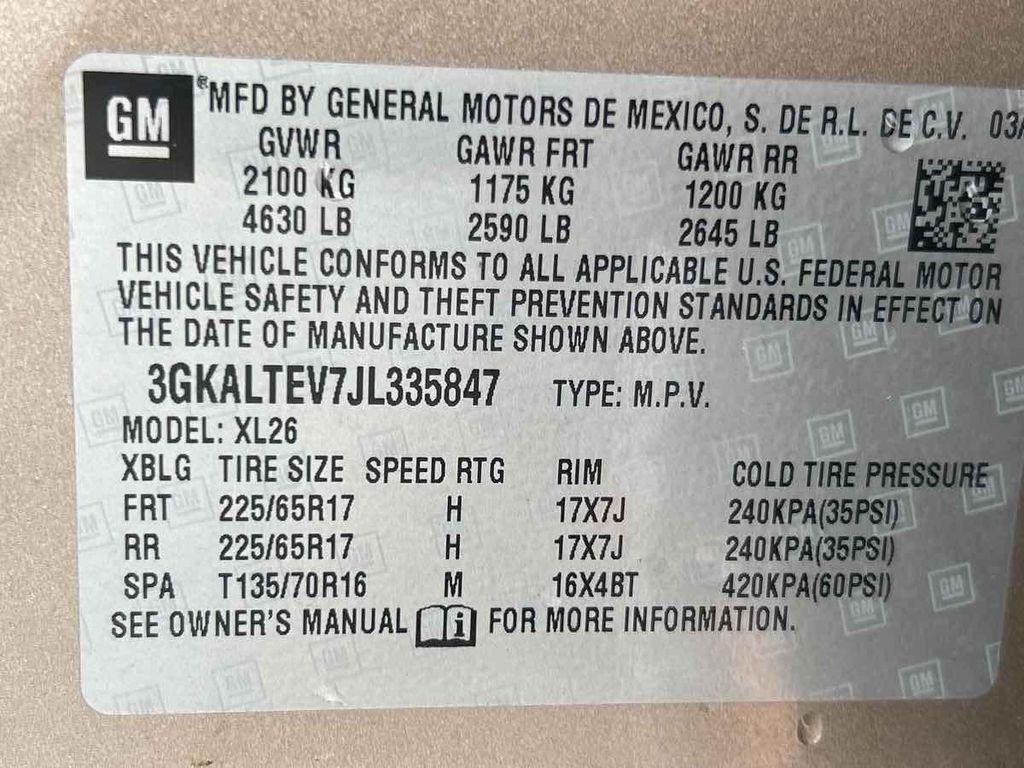 GM ®MFD BY GENERAL MOTORS DE MEXICO, S. DE R.L. DE C.V. 03/
GVWR GAWR FRT GAWR RR
2100 KG 1175 KG 1200 KG
4630 LB 2590 LB 2645 LB
THIS VEHICLE CONFORMS TO ALL APPLICABLE U.S. FEDERAL MOTOR
VEHICLE SAFETY AND THEFT PREVENTION STANDARDS IN EFFECT ON
THE DATE OF MANUFACTURE SHOWN ABOVE.
3GKALTEV7JL335847 TYPE: M.P.V.
MODEL: XL26
XBLG TIRE SIZE SPEED RTG RIM COLD TIRE PRESSURE
FRT 225/65R17 H 17X7J 240KPA(35PSI)
RR 225/65R17 H 17X7J 240KPA(35PSI)
SPA T135/70R16 M 16X4BT 420KPA(60PSI)
SEE OWNER'S MANUAL i FOR MORE INFORMATION.